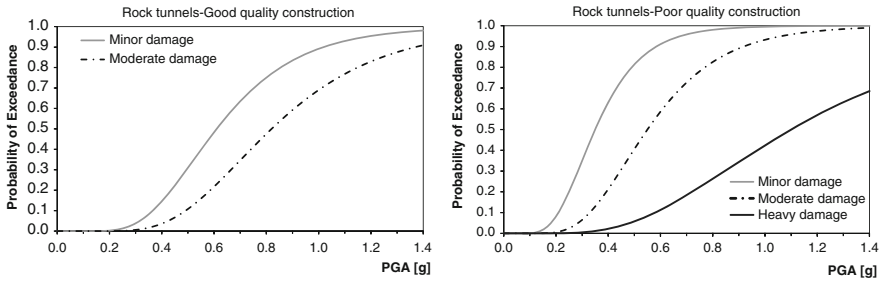 Rock tunnels-Good quality construction
Probability of Exceedance
1.0
0.9
0.8
0.7
0.6
0.5
0.4
0.3
0.2
0.1
0.0
Minor damage
Moderate damage
0.0 0.2 0.4 0.6 0.8 1.0 1.2 1.4
PGA [g]
Rock tunnels-Poor quality construction
Probability of Exceedance
1.0
0.9
0.8
0.7
0.6
0.5
0.4
0.3
0.2
0.1
0.0
Minor damage
Moderate damage
Heavy damage
0.0 0.2 0.4 0.6 0.8 1.0 1.2 1.4
PGA [g]